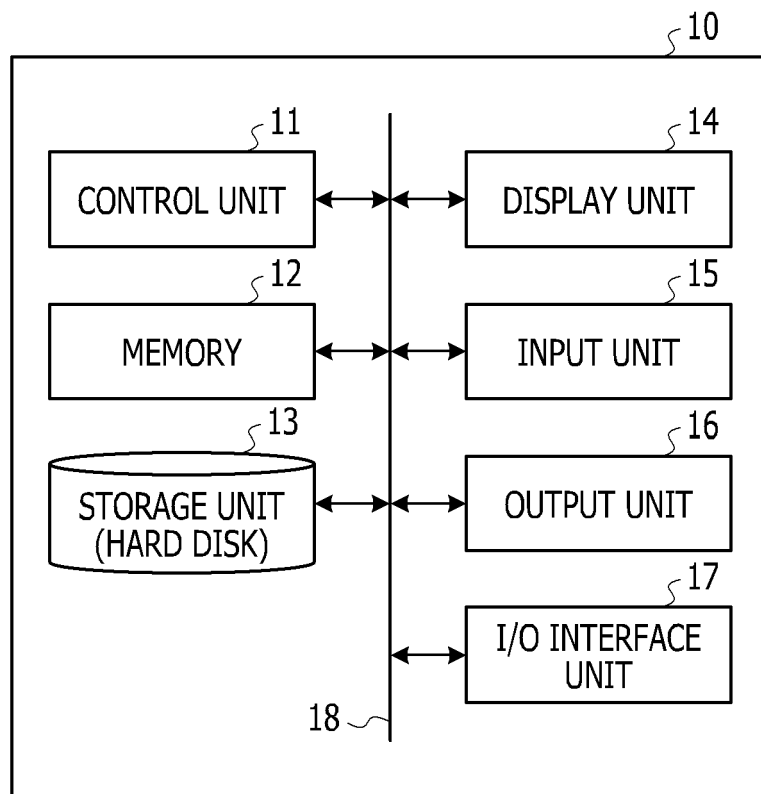 10
11
CONTROL UNIT
14
DISPLAY UNIT
12
MEMORY
15
INPUT UNIT
13
STORAGE UNIT
(HARD DISK)
16
OUTPUT UNIT
17
I/O INTERFACE
UNIT
18